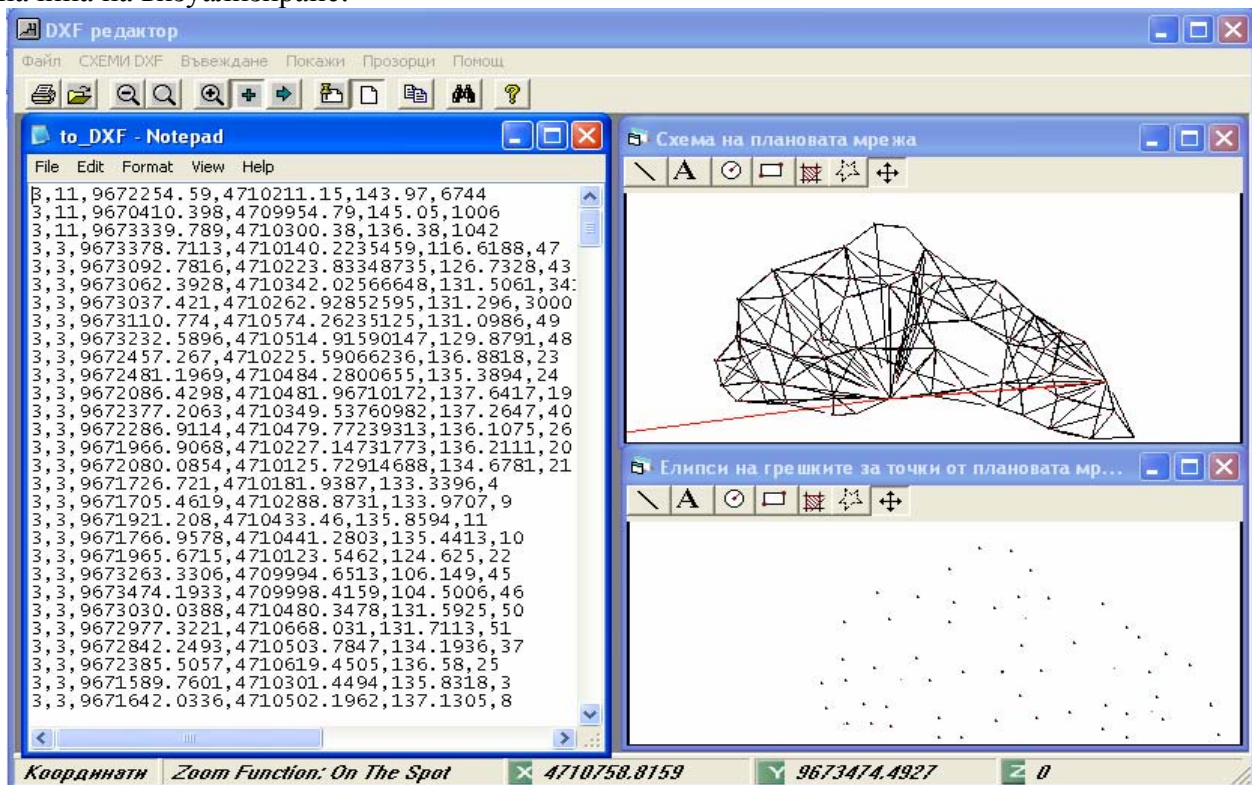 на вида на визуализиране.
DXF редактор
Файл СХЕМИ DXF Въвеждане Покажи Прозорци Помощ
to_DXF - Notepad
File Edit Format View Help
3,11,9672254.59,4710211.15,143.97,6744
3,11,9670410.398,4709954.79,145.05,1006
3,11,9673339.789,4710300.38,136.38,1042
3,3,9673378.7113,4710140.2235459,116.6188,47
3,3,9673092.7816,4710223.83348735,126.7328,43
3,3,9673062.3928,4710342.02566648,131.5061,34
3,3,9673037.421,4710262.92852595,131.296,3000
3,3,9673110.774,4710574.26235125,131.0986,49
3,3,9673232.5896,4710514.91590147,129.8791,48
3,3,9672457.267,4710225.59066236,136.8818,23
3,3,9672481.1969,4710484.2800655,135.3894,24
3,3,9672086.4298,4710481.96710172,137.6417,19
3,3,9672377.2063,4710349.53760982,137.2647,40
3,3,9672286.9114,4710479.77239313,136.1075,26
3,3,9671966.9068,4710227.14731773,136.2111,20
3,3,9672080.0854,4710125.72914688,134.6781,21
3,3,9671726.721,4710181.9387,133.3396,4
3,3,9671705.4619,4710288.8731,133.9707,9
3,3,9671921.208,4710433.46,135.8594,11
3,3,9671766.9578,4710441.2803,135.4413,10
3,3,9671965.6715,4710123.5462,124.625,22
3,3,9673263.3306,4709994.6513,106.149,45
3,3,9673474.1933,4709998.4159,104.5006,46
3,3,9673030.0388,4710480.3478,131.5925,50
3,3,9672977.3221,4710668.031,131.7113,51
3,3,9672842.2493,4710503.7847,134.1936,37
3,3,9672385.5057,4710619.4505,136.58,25
3,3,9671589.7601,4710301.4494,135.8318,3
3,3,9671642.0336,4710502.1962,137.1305,8
Схема на плановата мрежа
A
Елипси на грешките за точки от плановата мр...
A
Координати Zoom Function: On The Spot X 4710758.8159 Y 9673474.4927 Z 0